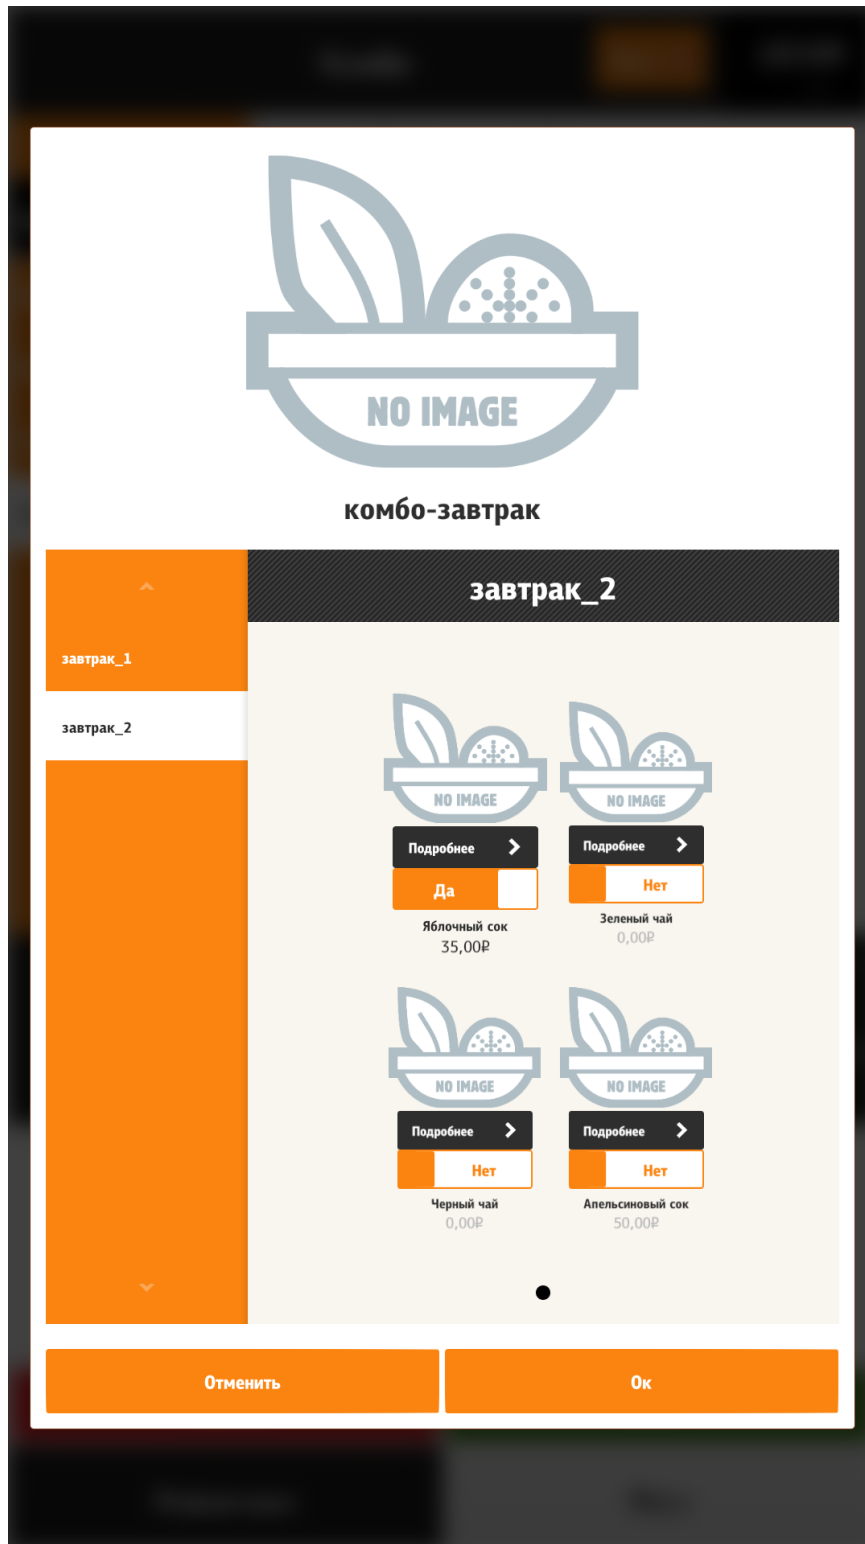 NO IMAGE
комбо-завтрак
завтрак_2
завтрак_1
завтрак_2
NO IMAGE
Подробнее
Да
Яблочный сок
35,00₽
NO IMAGE
Подробнее
Нет
Зеленый чай
0,00₽
NO IMAGE
Подробнее
Нет
Черный чай
0,00₽
NO IMAGE
Подробнее
Нет
Апельсиновый сок
50,00₽
Отменить
Ок